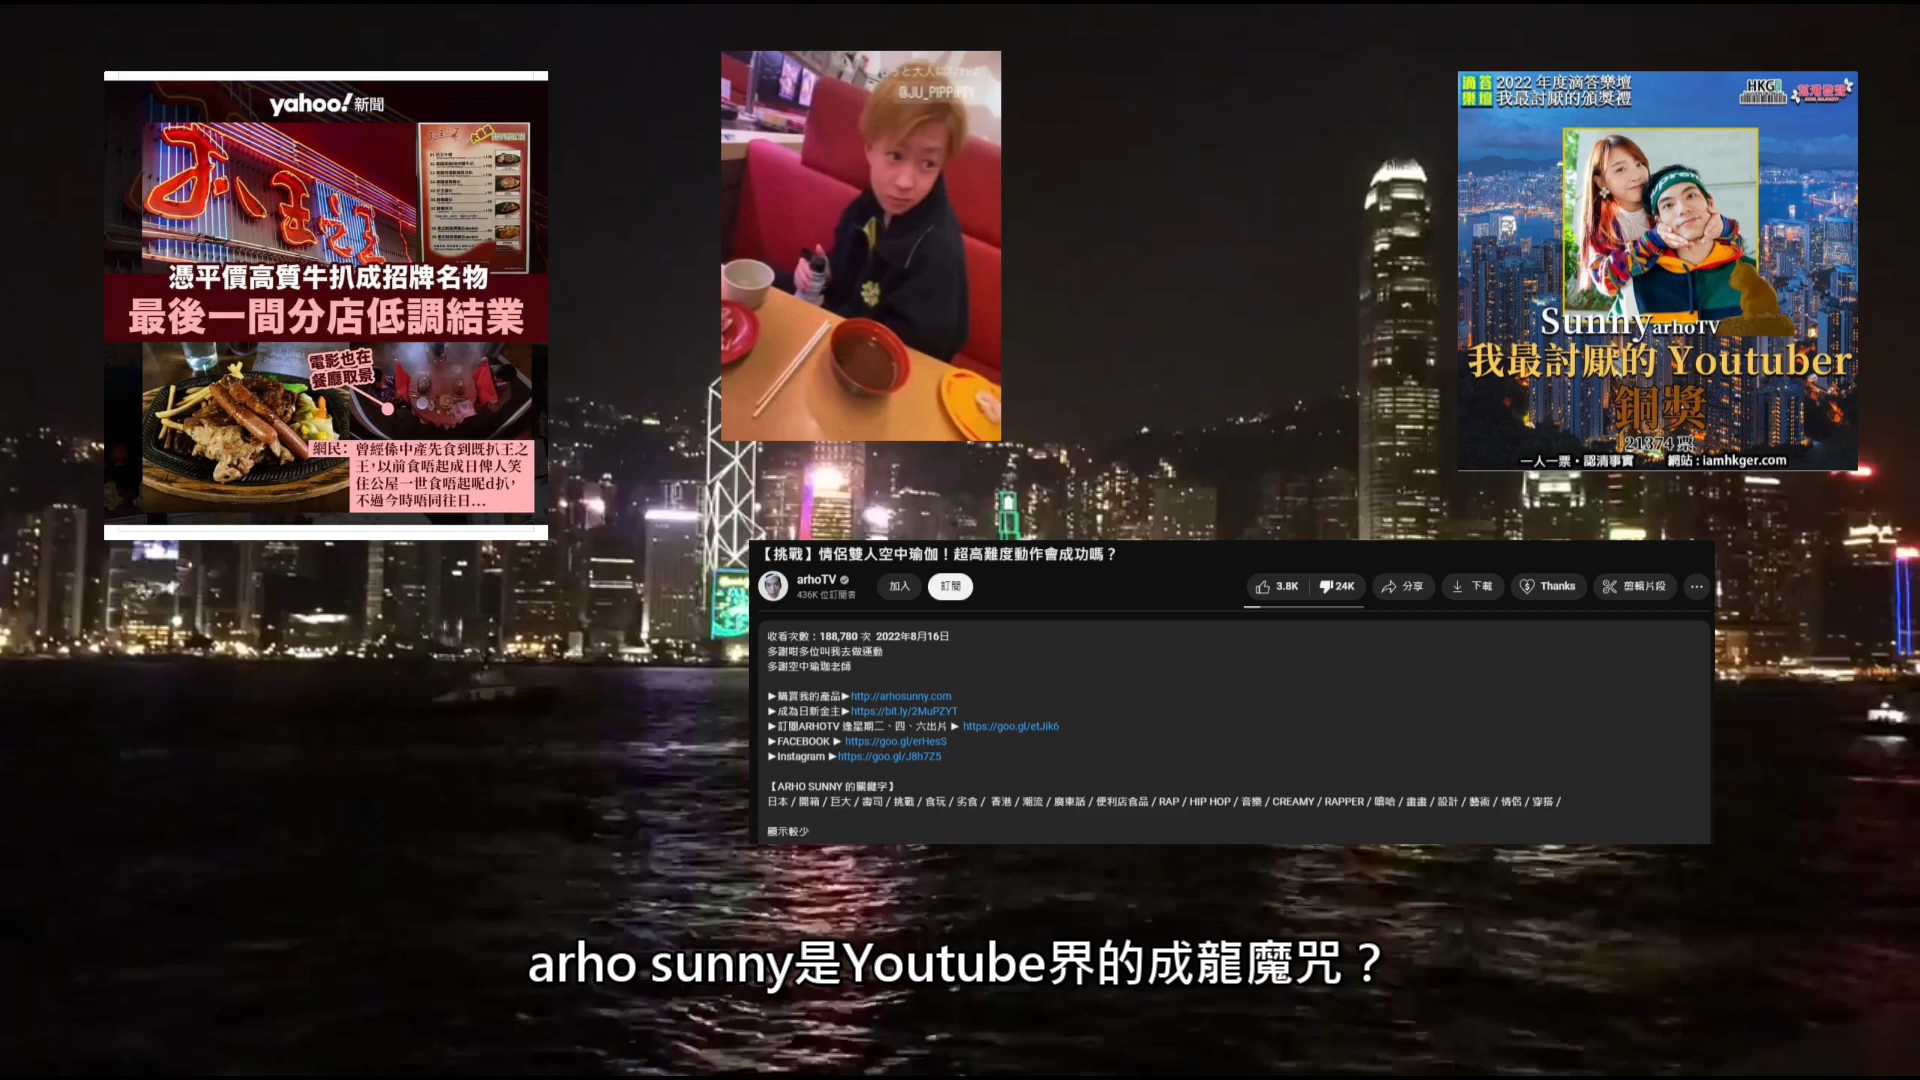 yahoo!新聞
扒王之王
憑平價高質牛扒成招牌名物
最後一間分店低調結業
電影也在
餐廳取景
網民：曾經係中產先食到既扒王之
王，以前食唔起成日俾人笑
住公屋一世食唔起呢d扒，
不過今時唔同往日...
@JU_PIPP.PP1
滴答樂壇
2022 年度滴答樂壇
我最討厭的頒獎禮
HKG
Supreme
Sunny arhoTV
我最討厭的 Youtuber
銅獎
21374 票
一人一票・認清事實 網站 : iamhkger.com
【挑戰】情侶雙人空中瑜伽！超高難度動作會成功嗎？
arhoTV
436K 位訂閱者
加入
訂閱
3.8K
24K
分享
下載
Thanks
剪輯片段
收看次數：188,780 次 2022年8月16日
多謝咁多位叫我去做運動
多謝空中瑜珈老師
►購買我的產品►http://arhosunny.com
►成為日新金主►https://bit.ly/2MuPZYT
►訂閱ARHOTV 逢星期二、四、六出片 ► https://goo.gl/etJik6
►FACEBOOK ► https://goo.gl/erHesS
►Instagram ►https://goo.gl/J8h7Z5
【ARHO SUNNY 的關鍵字】
日本 / 開箱 / 巨大 / 壽司 / 挑戰 / 食玩 / 劣食 / 香港 / 潮流 / 廣東話 / 便利店食品 / RAP / HIP HOP / 音樂 / CREAMY / RAPPER / 嘻哈 / 畫畫 / 設計 / 藝術 / 情侶 / 穿搭 /
顯示較少
arho sunny是Youtube界的成龍魔咒？